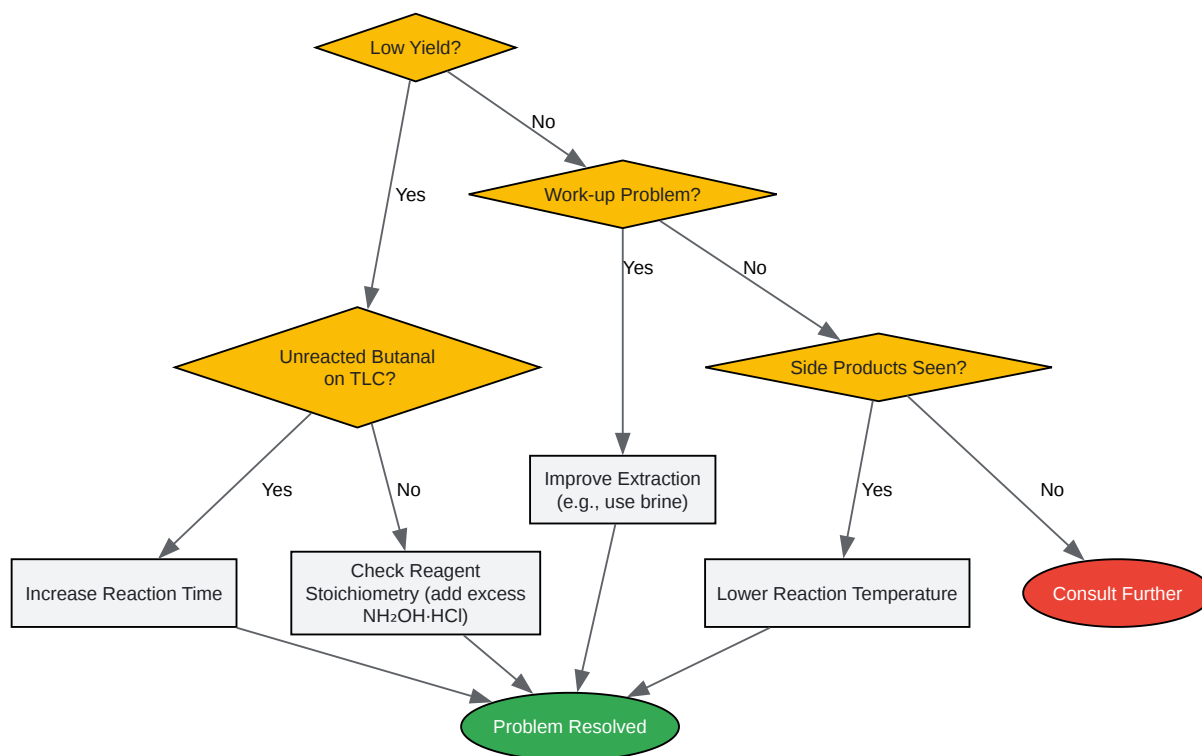 Low Yield?
No
Yes
Work-up Problem?
Yes
No
Unreacted Butanal
on TLC?
Side Products Seen?
Yes
No
Improve Extraction
(e.g., use brine)
Yes
No
Increase Reaction Time
Check Reagent
Stoichiometry (add excess
NH₂OH·HCl)
Lower Reaction Temperature
Consult Further
Problem Resolved